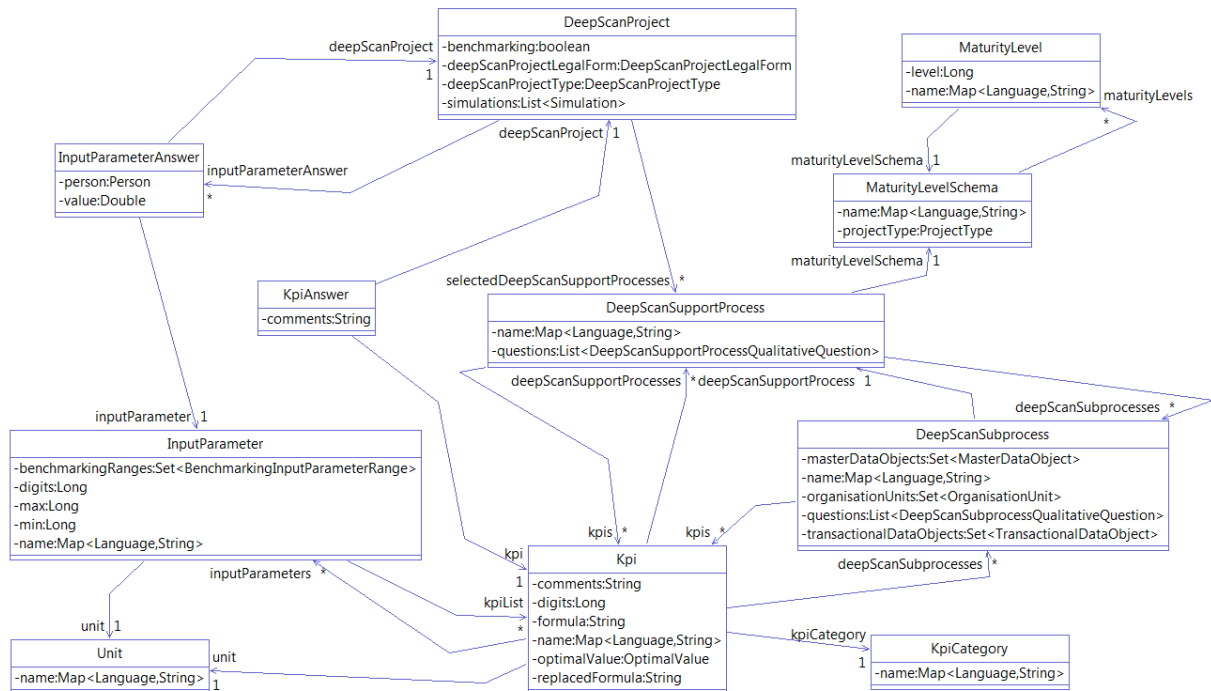 DeepScanProject
-benchmarking:boolean
-deepScanProjectLegalForm:DeepScanProjectLegalForm
-deepScanProjectType:DeepScanProjectType
-simulations:List<Simulation>
deepScanProject
1
MaturityLevel
-level:Long
-name:Map<Language,String>
maturityLevels
*
deepScanProject 1
InputParameterAnswer
-person:Person
-value:Double
inputParameterAnswer
*
maturityLevelSchema 1
MaturityLevelSchema
-name:Map<Language,String>
-projectType:ProjectType
maturityLevelSchema 1
KpiAnswer
-comments:String
selectedDeepScanSupportProcesses *
DeepScanSupportProcess
-name:Map<Language,String>
-questions:List<DeepScanSupportProcessQualitativeQuestion>
deepScanSupportProcesses * deepScanSupportProcess 1
deepScanSubprocesses *
inputParameter 1
InputParameter
-benchmarkingRanges:Set<BenchmarkingInputParameterRange>
-digits:Long
-max:Long
-min:Long
-name:Map<Language,String>
DeepScanSubprocess
-masterDataObjects:Set<MasterDataObject>
-name:Map<Language,String>
-organisationUnits:Set<OrganisationUnit>
-questions:List<DeepScanSubprocessQualitativeQuestion>
-transactionalDataObjects:Set<TransactionalDataObject>
kpis *
kpis *
kpi
1
inputParameters *
kpiList
*
deepScanSubprocesses *
Kpi
-comments:String
-digits:Long
-formula:String
-name:Map<Language,String>
-optimalValue:OptimalValue
-replacedFormula:String
unit 1
Unit
-name:Map<Language,String>
unit
1
kpiCategory
1
KpiCategory
-name:Map<Language,String>